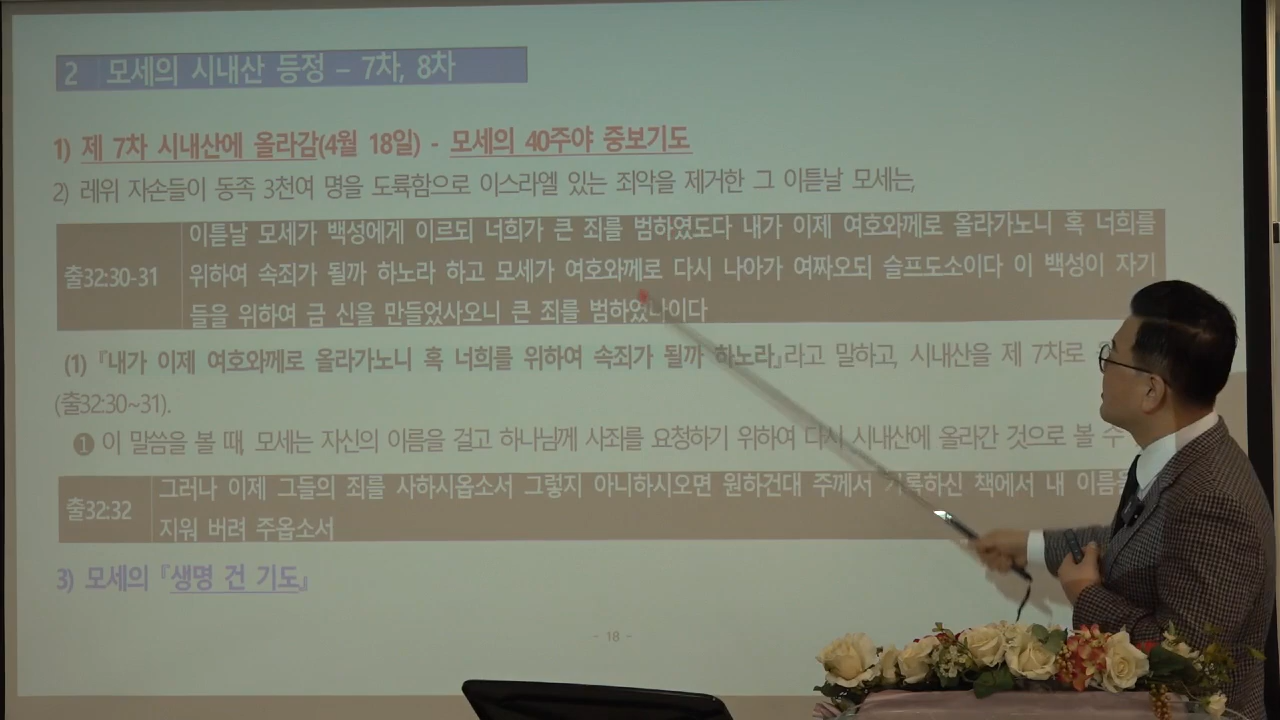 2 모세의 시내산 등정 – 7차, 8차
1) 제 7차 시내산에 올라감(4월 18일) - 모세의 40주야 중보기도
2) 레위 자손들이 동족 3천여 명을 도륙함으로 이스라엘 있는 죄악을 제거한 그 이튿날 모세는,
이튿날 모세가 백성에게 이르되 너희가 큰 죄를 범하였도다 내가 이제 여호와께로 올라가노니 혹 너희를
출32:30-31 위하여 속죄가 될까 하노라 하고 모세가 여호와께로 다시 나아가 여짜오되 슬프도소이다 이 백성이 자기
들을 위하여 금 신을 만들었사오니 큰 죄를 범하였나이다
(1) 『내가 이제 여호와께로 올라가노니 혹 너희를 위하여 속죄가 될까 하노라』라고 말하고, 시내산을 제 7차로
(출32:30~31).
❶ 이 말씀을 볼 때, 모세는 자신의 이름을 걸고 하나님께 사죄를 요청하기 위하여 다시 시내산에 올라간 것으로 볼 수
그러나 이제 그들의 죄를 사하시옵소서 그렇지 아니하시오면 원하건대 주께서 기록하신 책에서 내 이름을
출32:32 지워 버려 주옵소서
3) 모세의 『생명 건 기도』
- 18 -